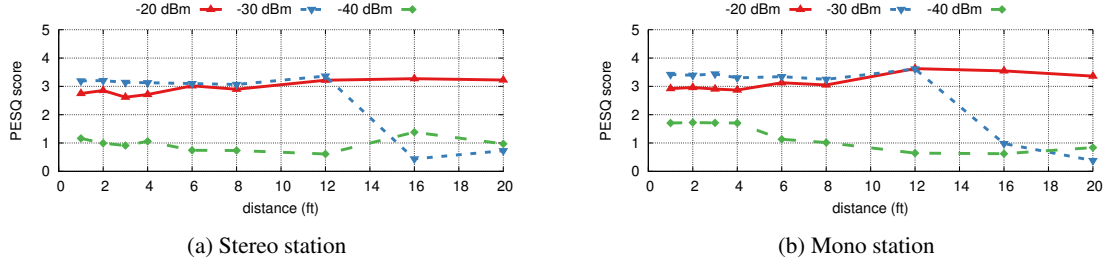 -20 dBm -30 dBm -40 dBm
5
4
3
2
1
0
PESQ score
0 2 4 6 8 10 12 14 16 18 20
distance (ft)
(a) Stereo station
-20 dBm -30 dBm -40 dBm
5
4
3
2
1
0
PESQ score
0 2 4 6 8 10 12 14 16 18 20
distance (ft)
(b) Mono station